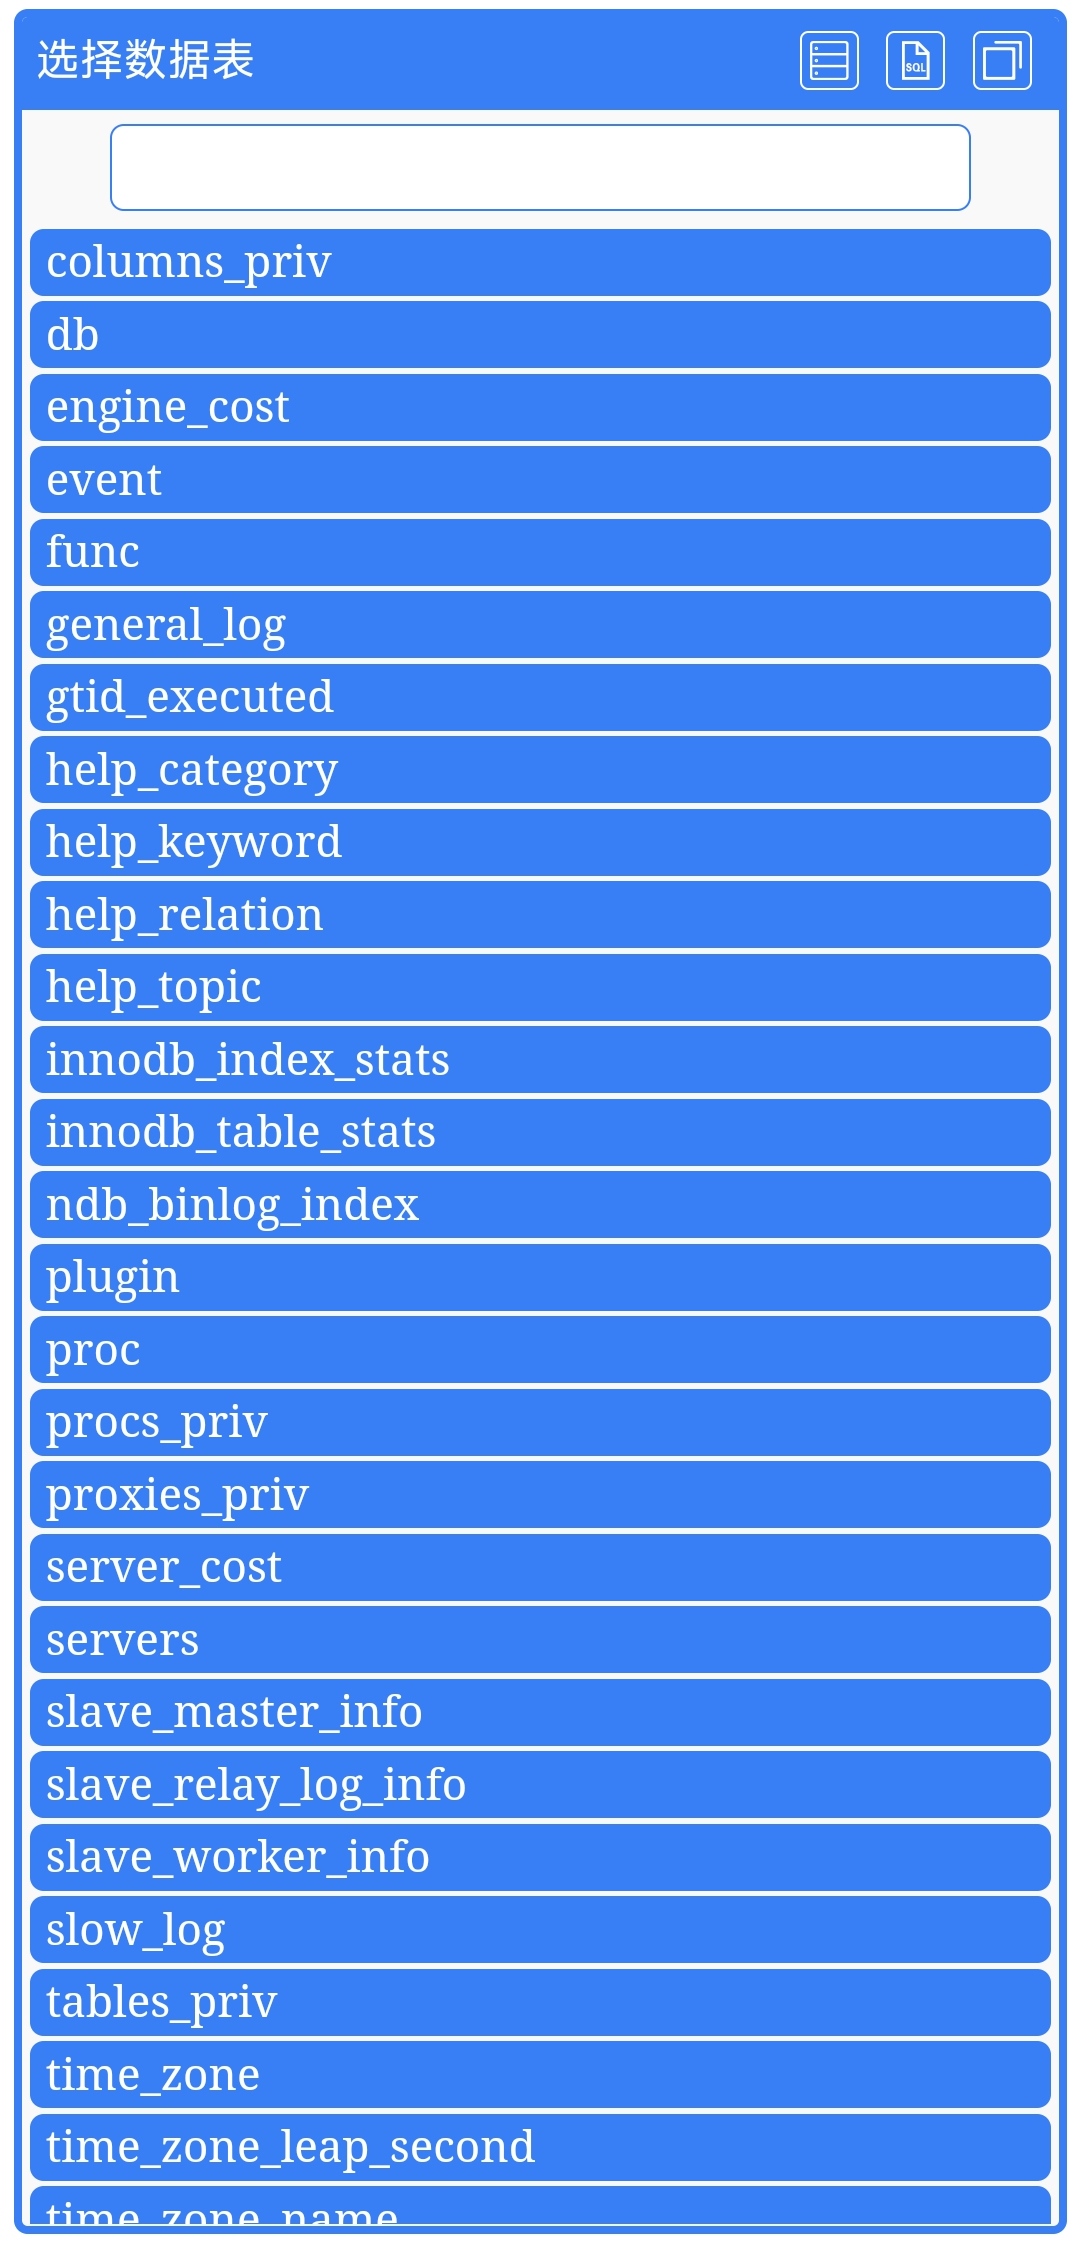 选择数据表
SQL
columns_priv
db
engine_cost
event
func
general_log
gtid_executed
help_category
help_keyword
help_relation
help_topic
innodb_index_stats
innodb_table_stats
ndb_binlog_index
plugin
proc
procs_priv
proxies_priv
server_cost
servers
slave_master_info
slave_relay_log_info
slave_worker_info
slow_log
tables_priv
time_zone
time_zone_leap_second
time_zone_name